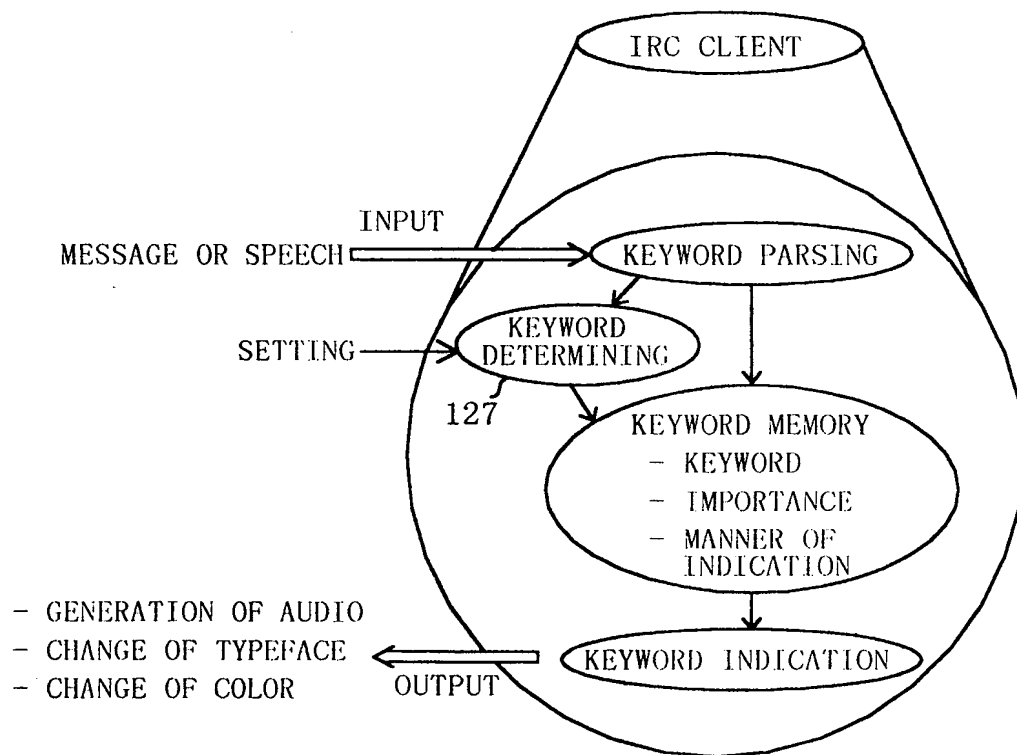 IRC CLIENT
INPUT
MESSAGE OR SPEECH
KEYWORD PARSING
KEYWORD
DETERMINING
SETTING
127
KEYWORD MEMORY
- KEYWORD
- IMPORTANCE
- MANNER OF
INDICATION
- GENERATION OF AUDIO
- CHANGE OF TYPEFACE
- CHANGE OF COLOR
OUTPUT
KEYWORD INDICATION